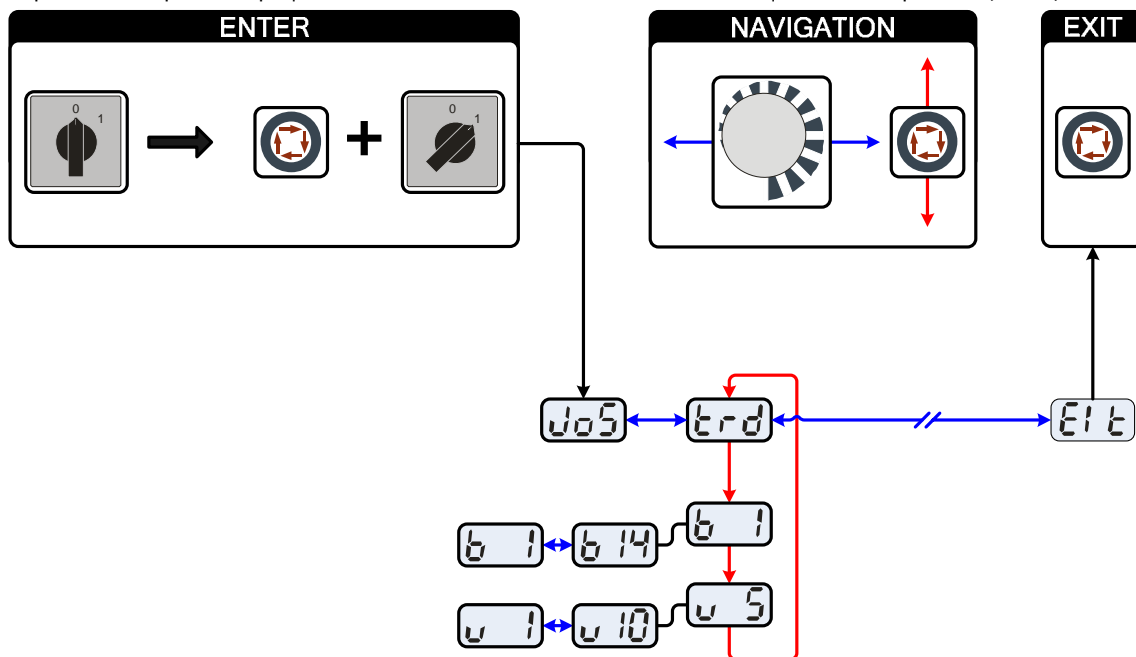 ENTER
NAVIGATION
EXIT
0
1
0
1
JoS
trd
EIt
b 1
b 1
b 14
v 5
v 1
v 10